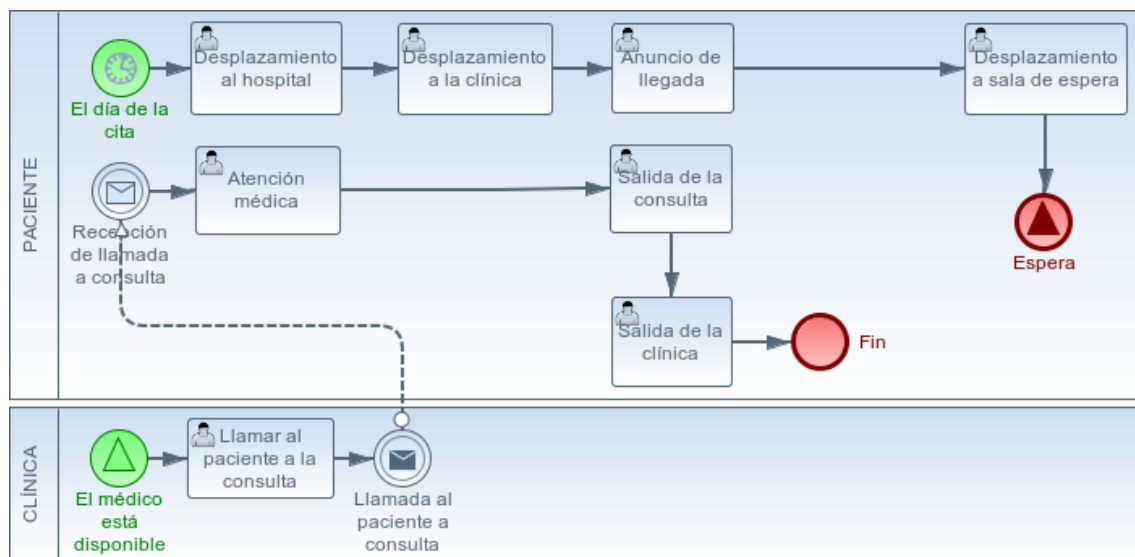 PACIENTE
El día de la
cita
Desplazamiento
al hospital
Desplazamiento
a la clínica
Anuncio de
llegada
Desplazamiento
a sala de espera
Espera
Recepción
de llamada
a consulta
Atención
médica
Salida de la
consulta
Salida de la
clínica
Fin
CLÍNICA
El médico
está
disponible
Llamar al
paciente a la
consulta
Llamada al
paciente a
consulta